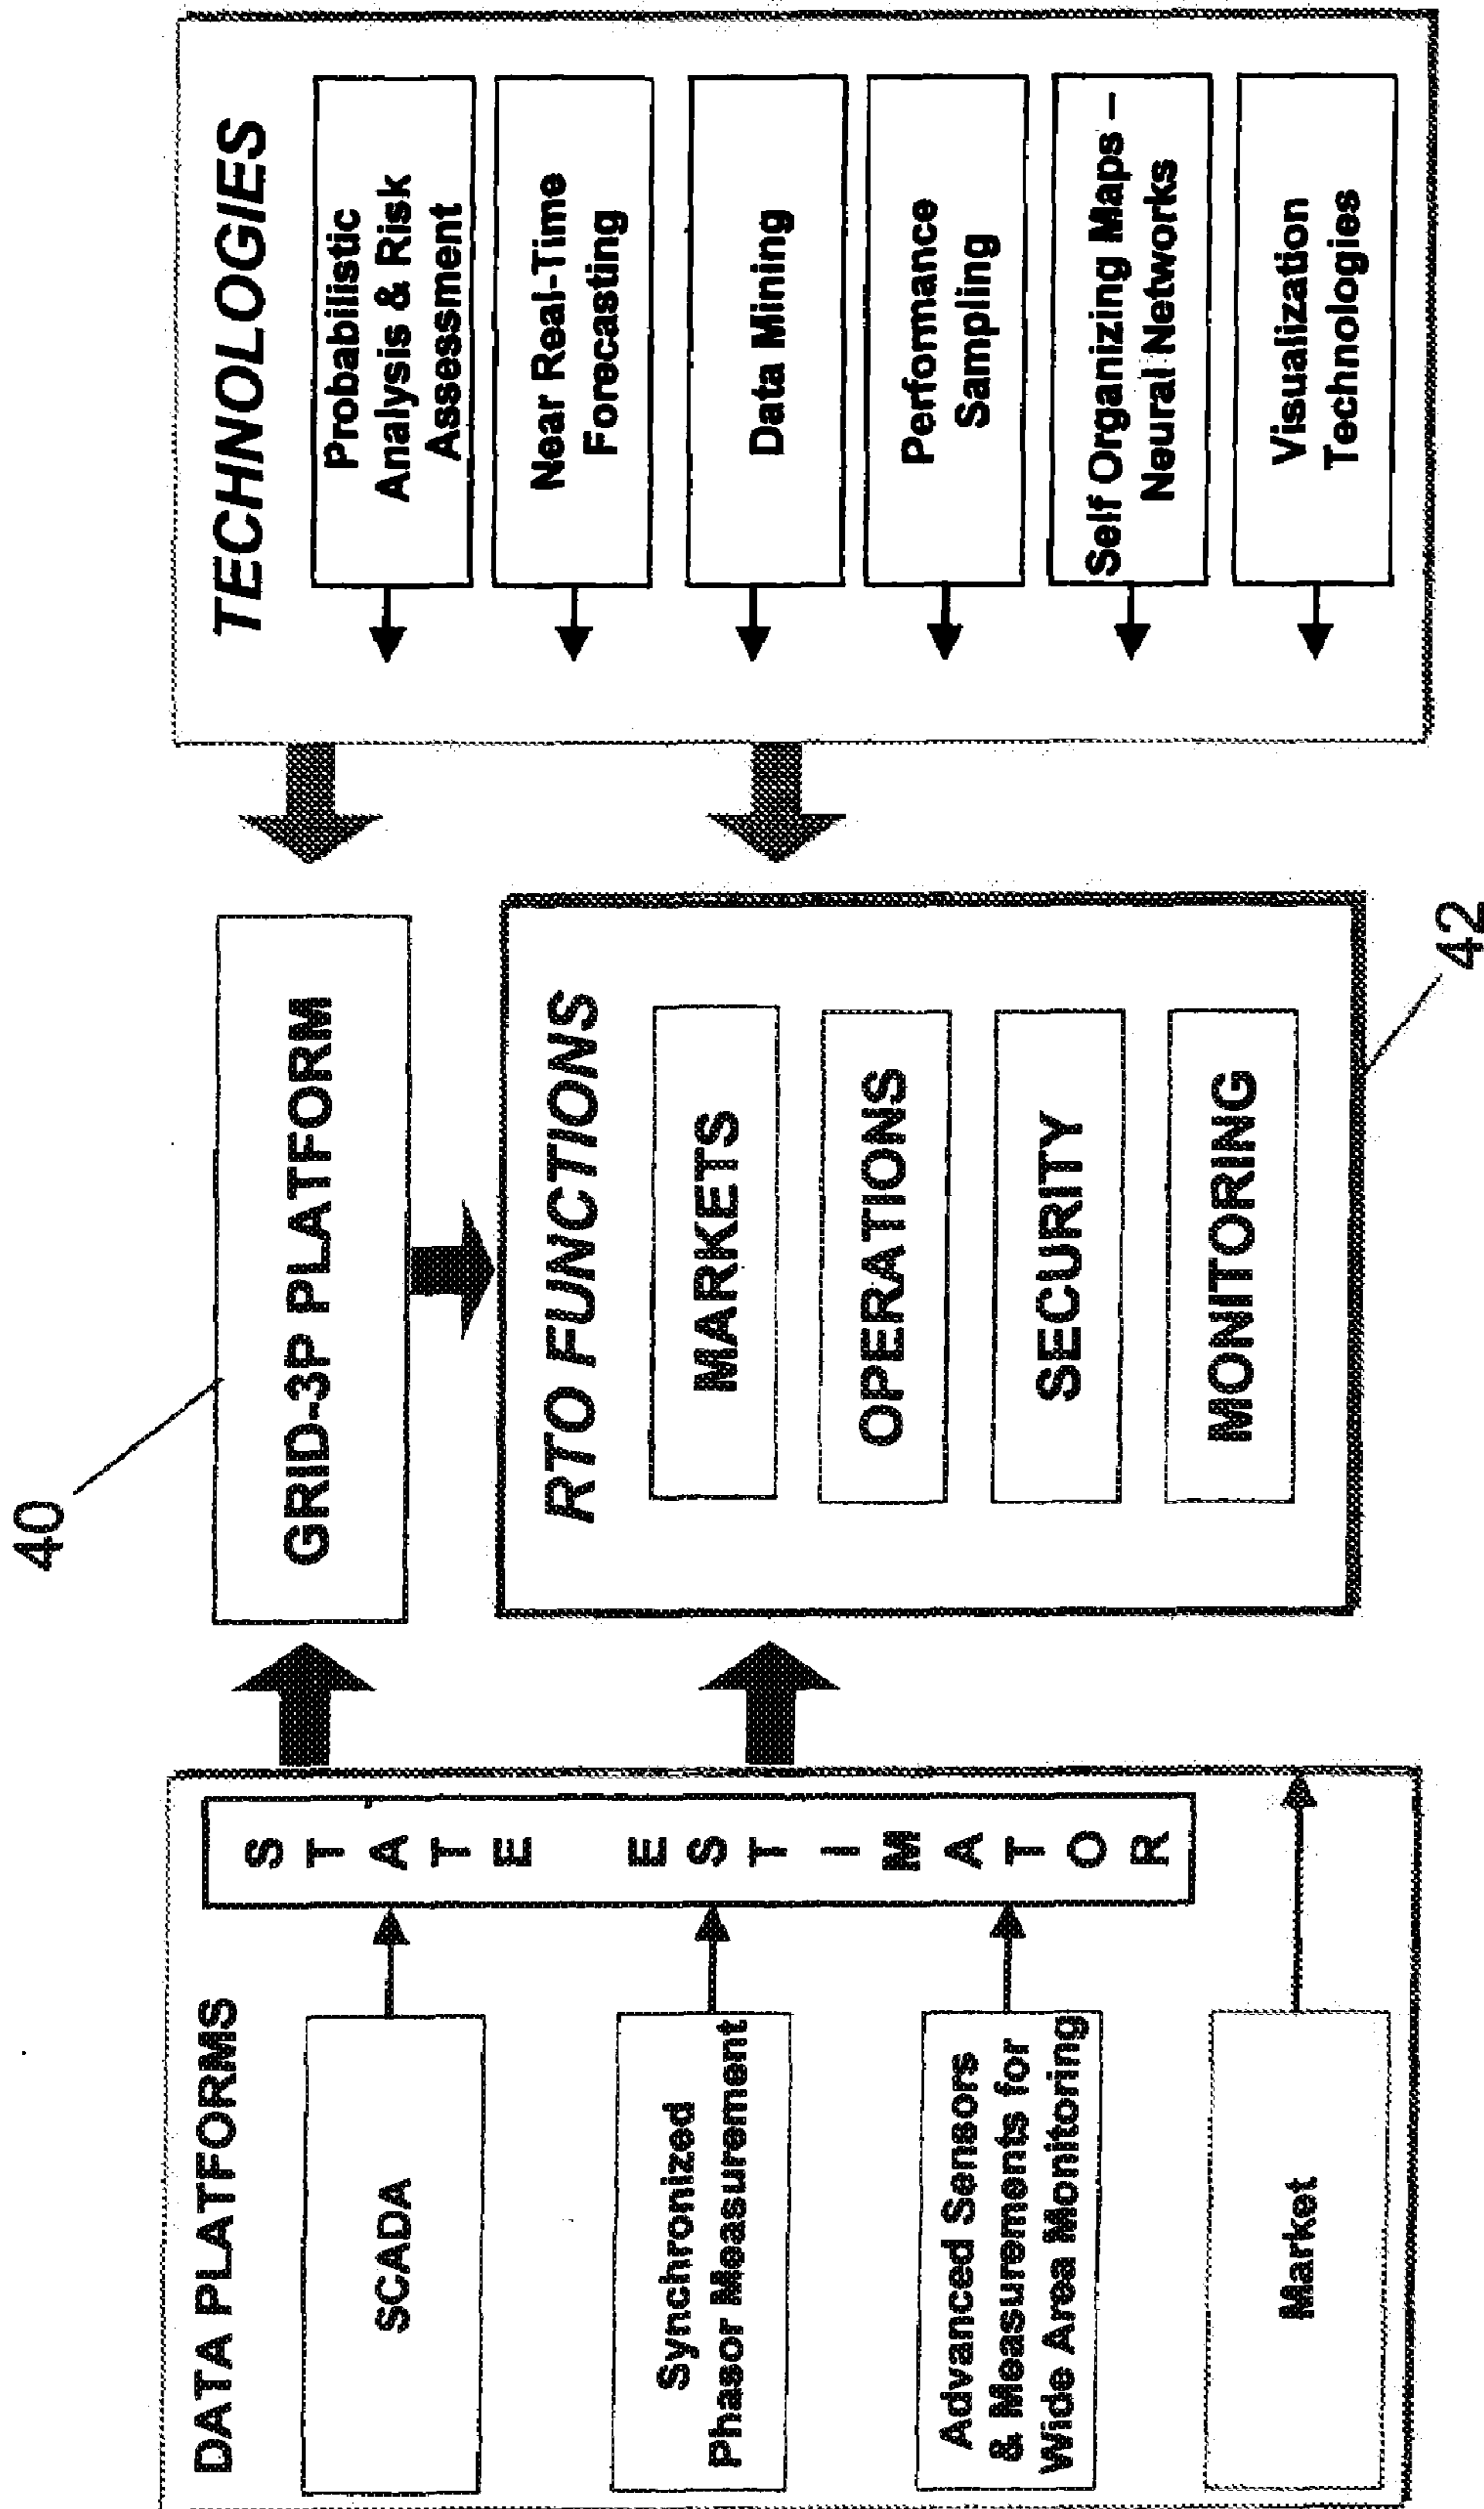 DATA PLATFORMS
SCADA
Synchronized
Phasor Measurement
Advanced Sensors
& Measurements for
Wide Area Monitoring
Market
STATE ESTIMATOR
40
GRID-3P PLATFORM
RTO FUNCTIONS
MARKETS
OPERATIONS
SECURITY
MONITORING
42
TECHNOLOGIES
Probabilistic
Analysis & Risk
Assessment
Near Real-Time
Forecasting
Data Mining
Perfomance
Sampling
Self Organizing Maps –
Neural Networks
Visualization
Technologies